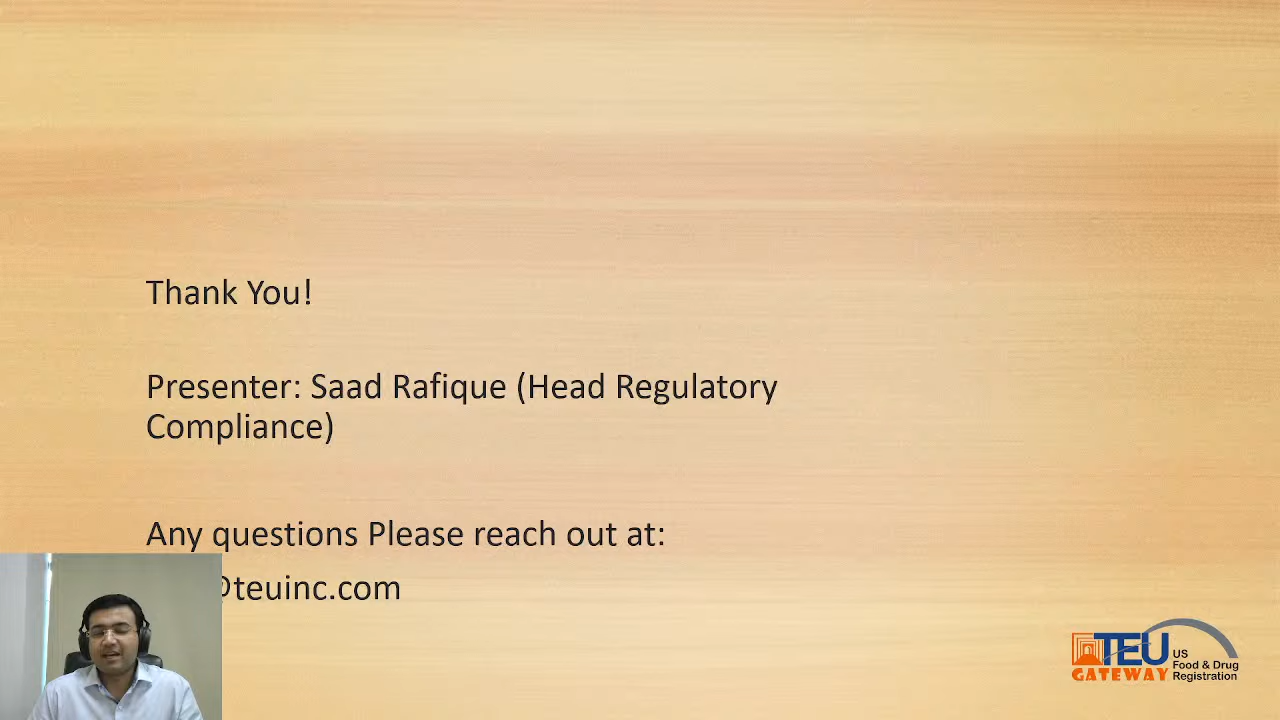 Thank You!
Presenter: Saad Rafique (Head Regulatory
Compliance)
Any questions Please reach out at:
@teuinc.com
TEU
GATEWAY
US
Food & Drug
Registration